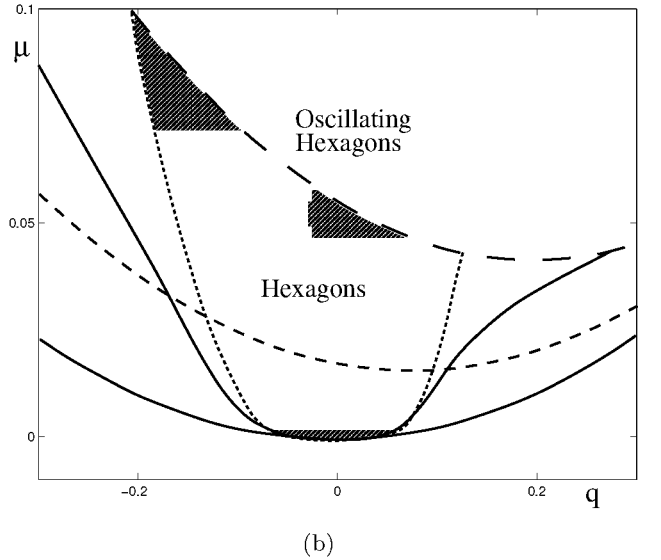 0.1
μ
Oscillating
Hexagons
0.05
Hexagons
0
−0.2
0
0.2
q
(b)